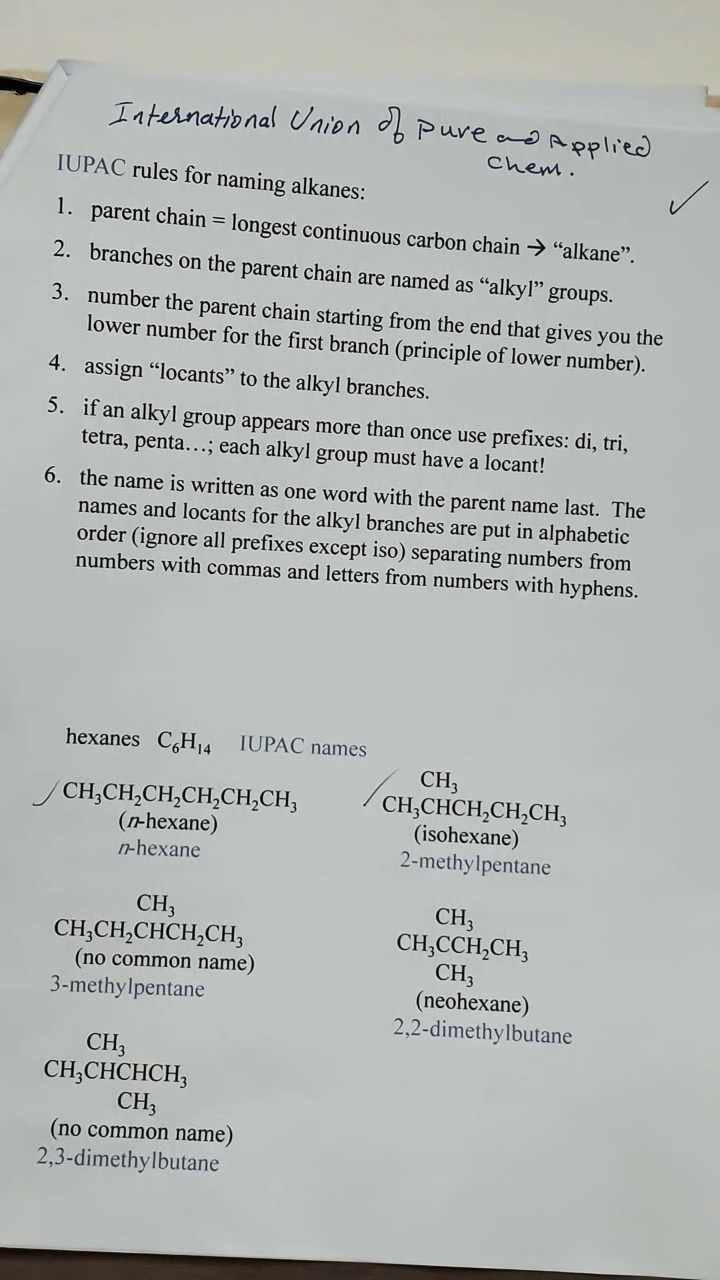 International Union of Pure and Applied
Chem.
IUPAC rules for naming alkanes:
1. parent chain = longest continuous carbon chain → “alkane”.
2. branches on the parent chain are named as “alkyl” groups.
3. number the parent chain starting from the end that gives you the
lower number for the first branch (principle of lower number).
4. assign “locants” to the alkyl branches.
5. if an alkyl group appears more than once use prefixes: di, tri,
tetra, penta…; each alkyl group must have a locant!
6. the name is written as one word with the parent name last. The
names and locants for the alkyl branches are put in alphabetic
order (ignore all prefixes except iso) separating numbers from
numbers with commas and letters from numbers with hyphens.
hexanes C₆H₁₄ IUPAC names
CH₃CH₂CH₂CH₂CH₂CH₃
(n-hexane)
n-hexane
CH₃
CH₃CHCH₂CH₂CH₃
(isohexane)
2-methylpentane
CH₃
CH₃CH₂CHCH₂CH₃
(no common name)
3-methylpentane
CH₃
CH₃CCH₂CH₃
CH₃
(neohexane)
2,2-dimethylbutane
CH₃
CH₃CHCHCH₃
CH₃
(no common name)
2,3-dimethylbutane